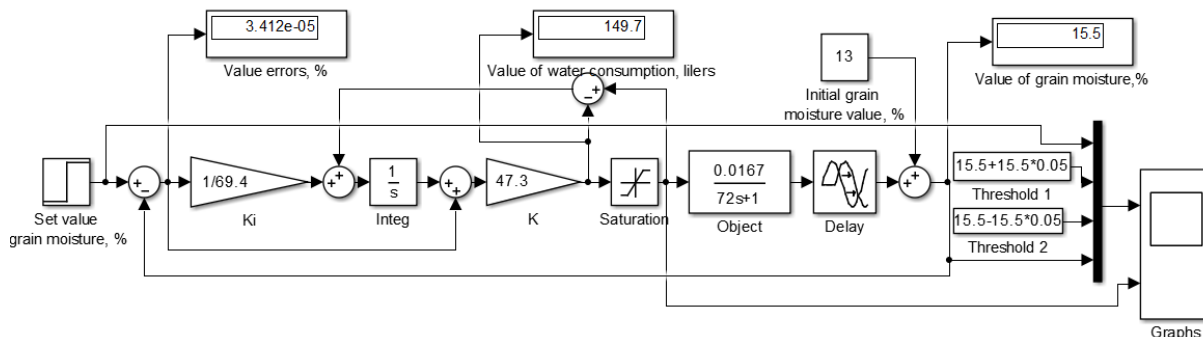 3.412e-05
Value errors, %
149.7
Value of water consumption, lilers
15.5
Value of grain moisture,%
13
Initial grain
moisture value, %
Set value
grain moisture, %
1/69.4
Ki
1
s
Integ
47.3
K
Saturation
0.0167
72s+1
Object
Delay
15.5+15.5*0.05
Threshold 1
15.5-15.5*0.05
Threshold 2
Graphs